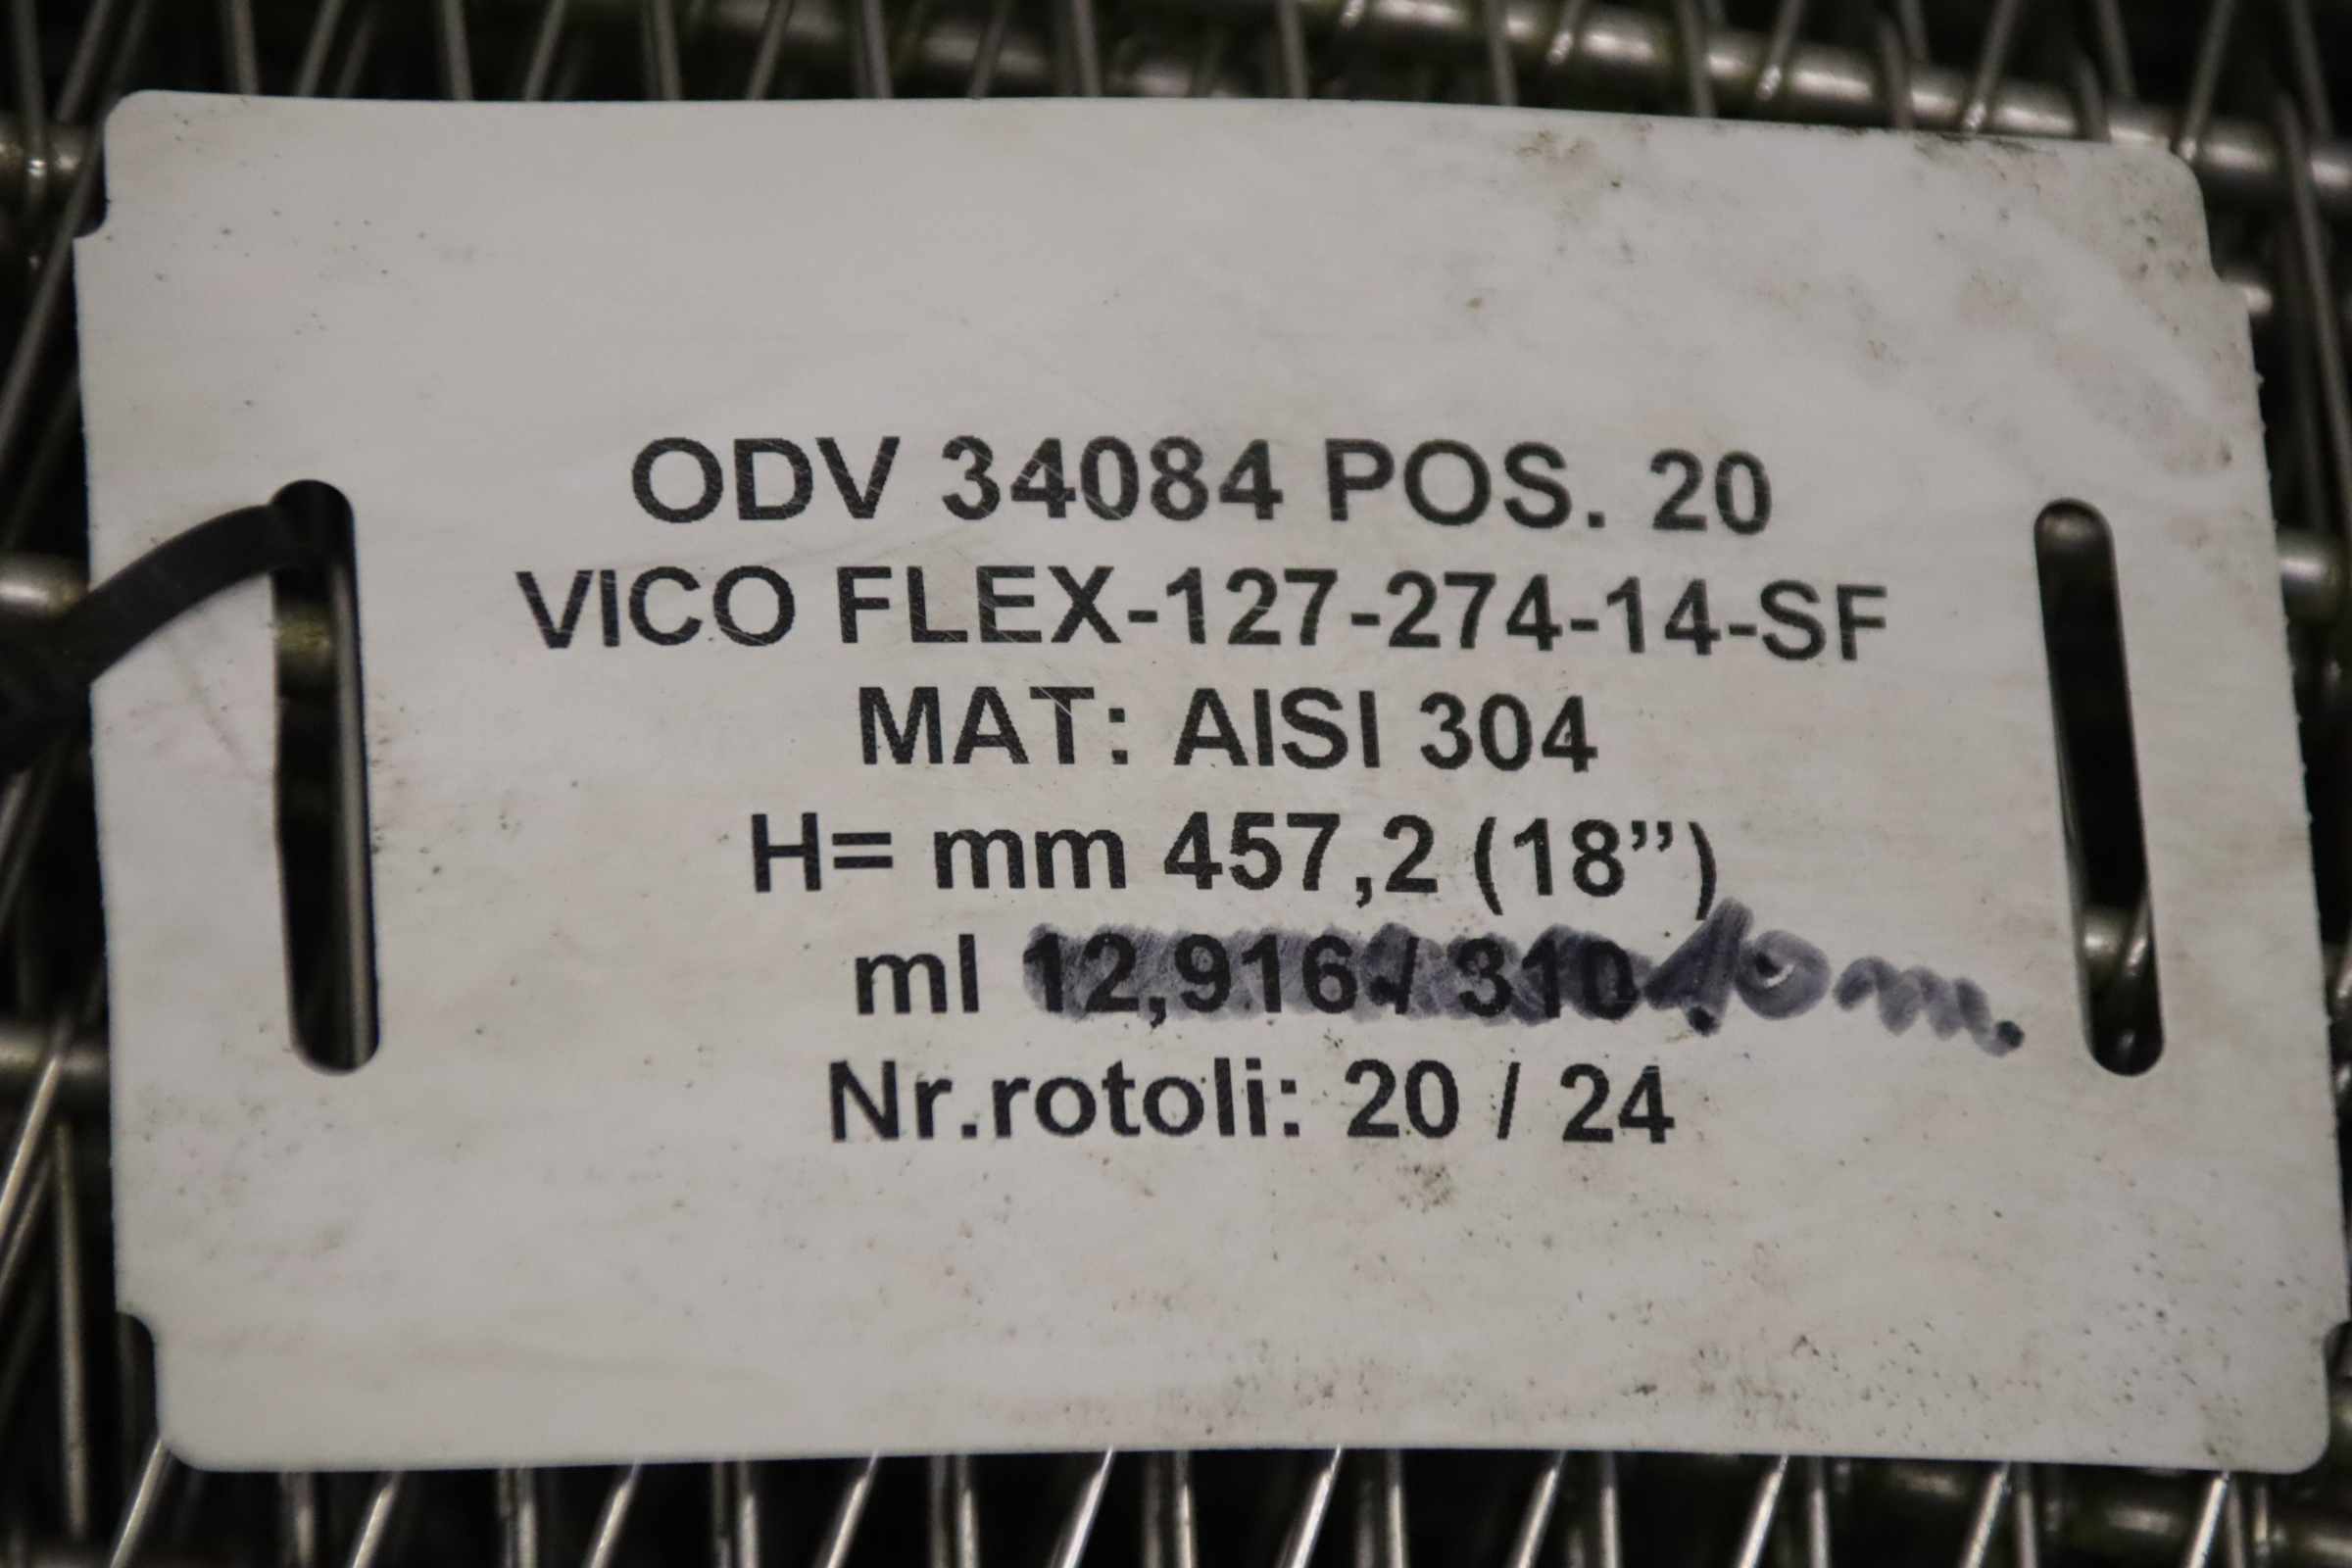 ODV 34084 POS. 20
VICO FLEX-127-274-14-SF
MAT: AISI 304
H= mm 457,2 (18”)
ml 12,916 / 310 10m.
Nr.rotoli: 20 / 24